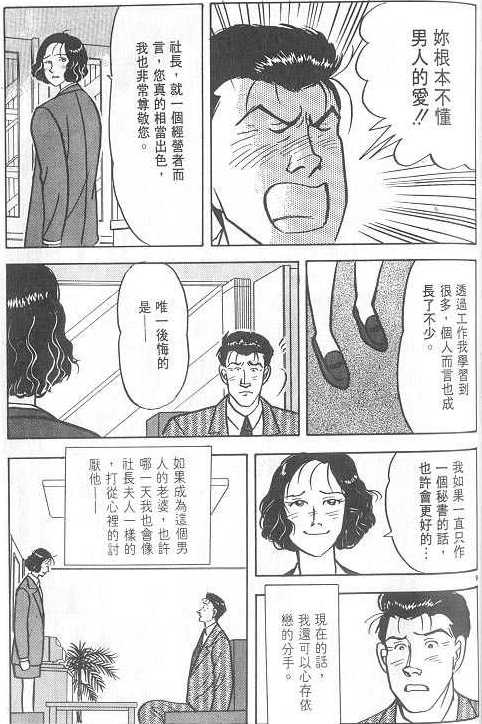 妳根本不懂
男人的愛!!
社長，就一個經營者而
言，您真的相當出色，
我也非常尊敬您。
透過工作我學習到
很多，個人而言也成
長了不少。
唯一後悔的
是——
我如果一直只作
一個秘書的話，
也許會更好的…
如果成為這個男
人的老婆，也許
哪一天我也會像
社長夫人一樣的
，打從心裡的討
厭他——
現在的話，
我還可以心存依
戀的分手。